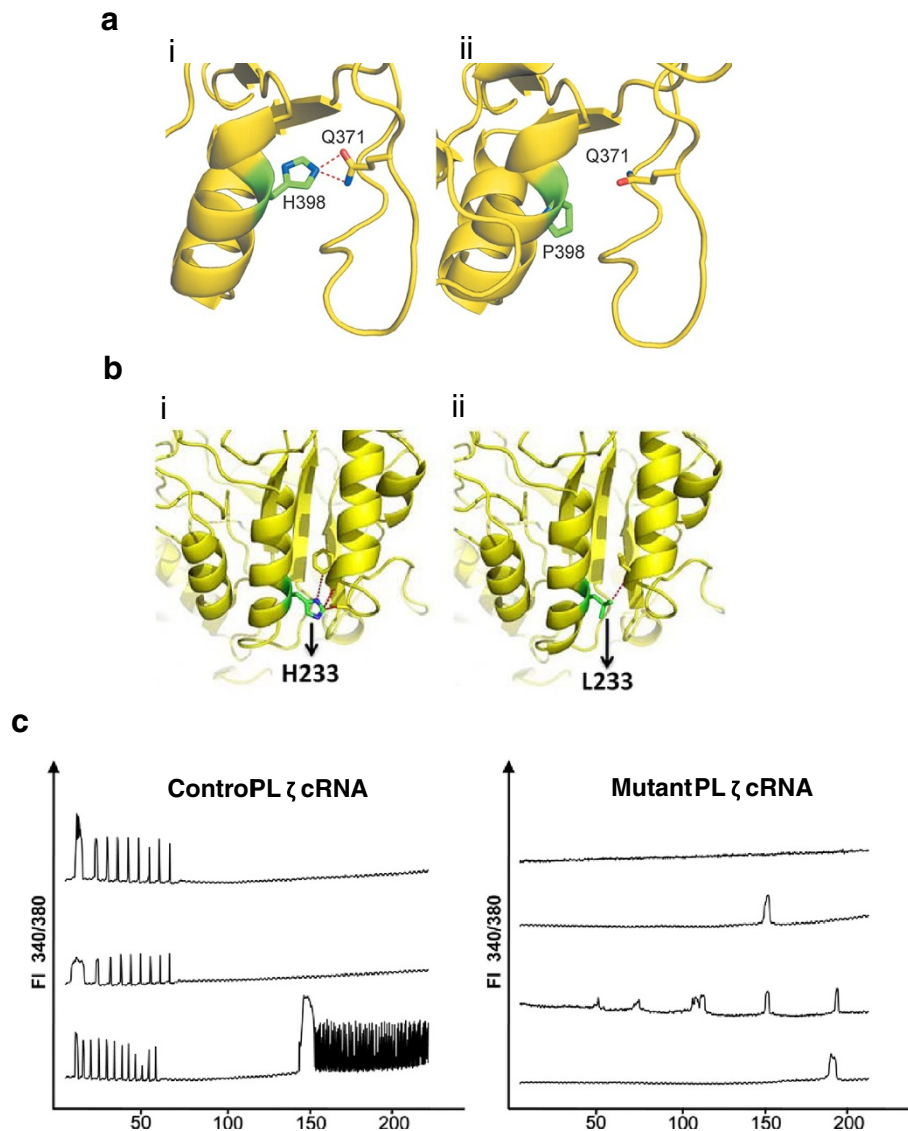 a
i
ii
Q371
H398
Q371
P398
b
i
ii
H233
L233
c
ControPL ζ cRNA
MutantPL ζ cRNA
FI 340/380
FI 340/380
50 100 150 200
50 100 150 200